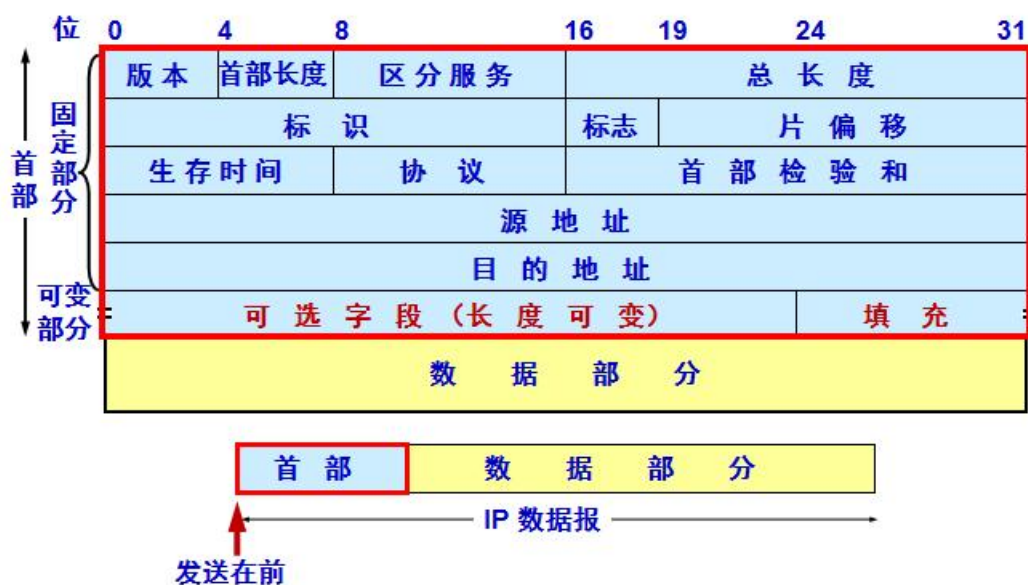 位 0 4 8 16 19 24 31
版本 首部长度 区分服务 总长度
标识 标志 片偏移
生存时间 协议 首部检验和
源地址
目的地址
可选字段（长度可变） 填充
数据部分
首部
固定部分
可变部分
首部 数据部分
IP 数据报
发送在前